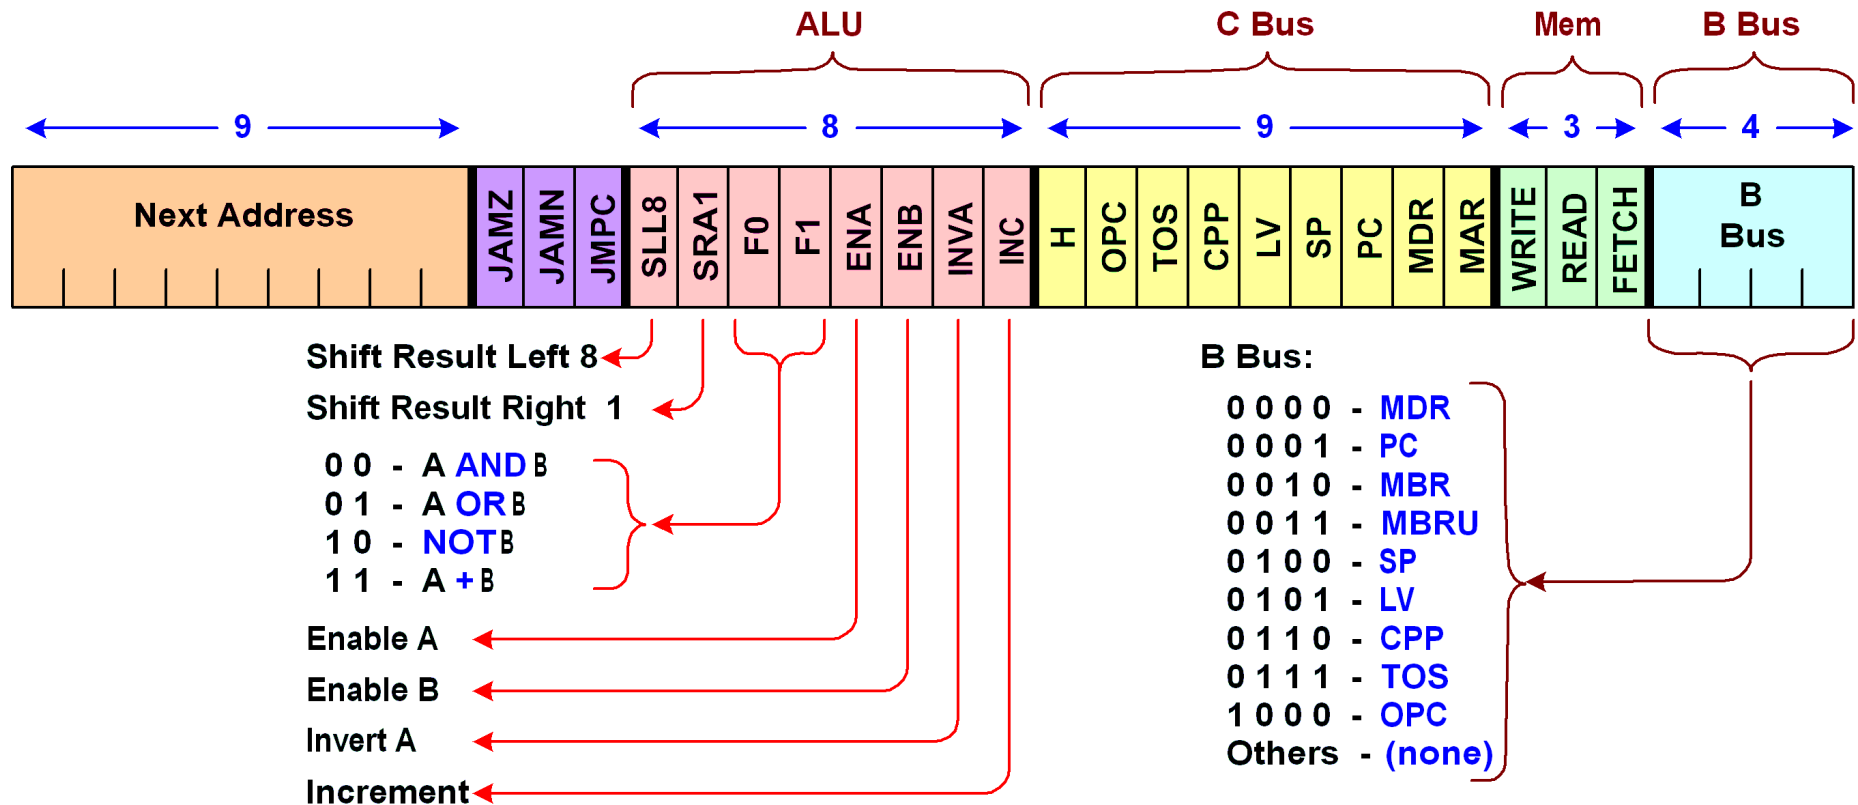 ALU
C Bus
Mem
B Bus
9
8
9
3
4
Next Address
JAMZ
JAMN
JMPC
SLL8
SRA1
F0
F1
ENA
ENB
INVA
INC
H
OPC
TOS
CPP
LV
SP
PC
MDR
MAR
WRITE
READ
FETCH
B
Bus
Shift Result Left 8
Shift Result Right 1
0 0 - A AND B
0 1 - A OR B
1 0 - NOT B
1 1 - A + B
Enable A
Enable B
Invert A
Increment
B Bus:
0 0 0 0 - MDR
0 0 0 1 - PC
0 0 1 0 - MBR
0 0 1 1 - MBRU
0 1 0 0 - SP
0 1 0 1 - LV
0 1 1 0 - CPP
0 1 1 1 - TOS
1 0 0 0 - OPC
Others - (none)